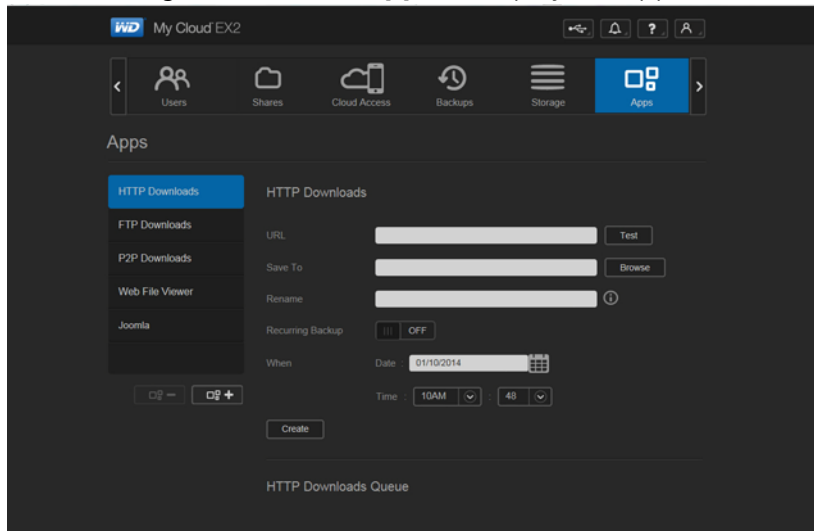 WD My Cloud EX2
?
Users Shares Cloud Access Backups Storage Apps
Apps
HTTP Downloads
FTP Downloads
P2P Downloads
Web File Viewer
Joomla
HTTP Downloads
URL Test
Save To Browse
Rename
Recurring Backup OFF
When Date : 01/10/2014
Time : 10AM : 48
Create
HTTP Downloads Queue